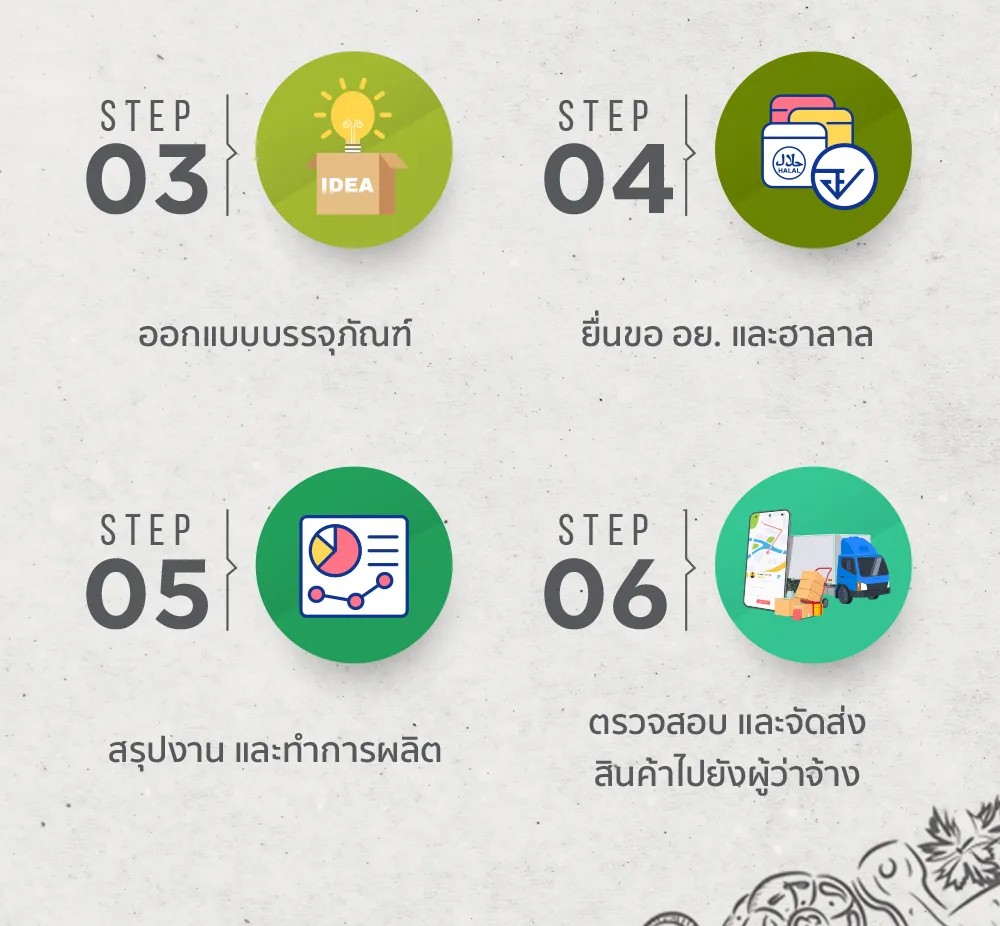 STEP
03
IDEA
ออกแบบบรรจุภัณฑ์
STEP
04
حلال
HALAL
ยื่นขอ อย. และฮาลาล
STEP
05
สรุปงาน และทำการผลิต
STEP
06
ตรวจสอบ และจัดส่ง
สินค้าไปยังผู้ว่าจ้าง